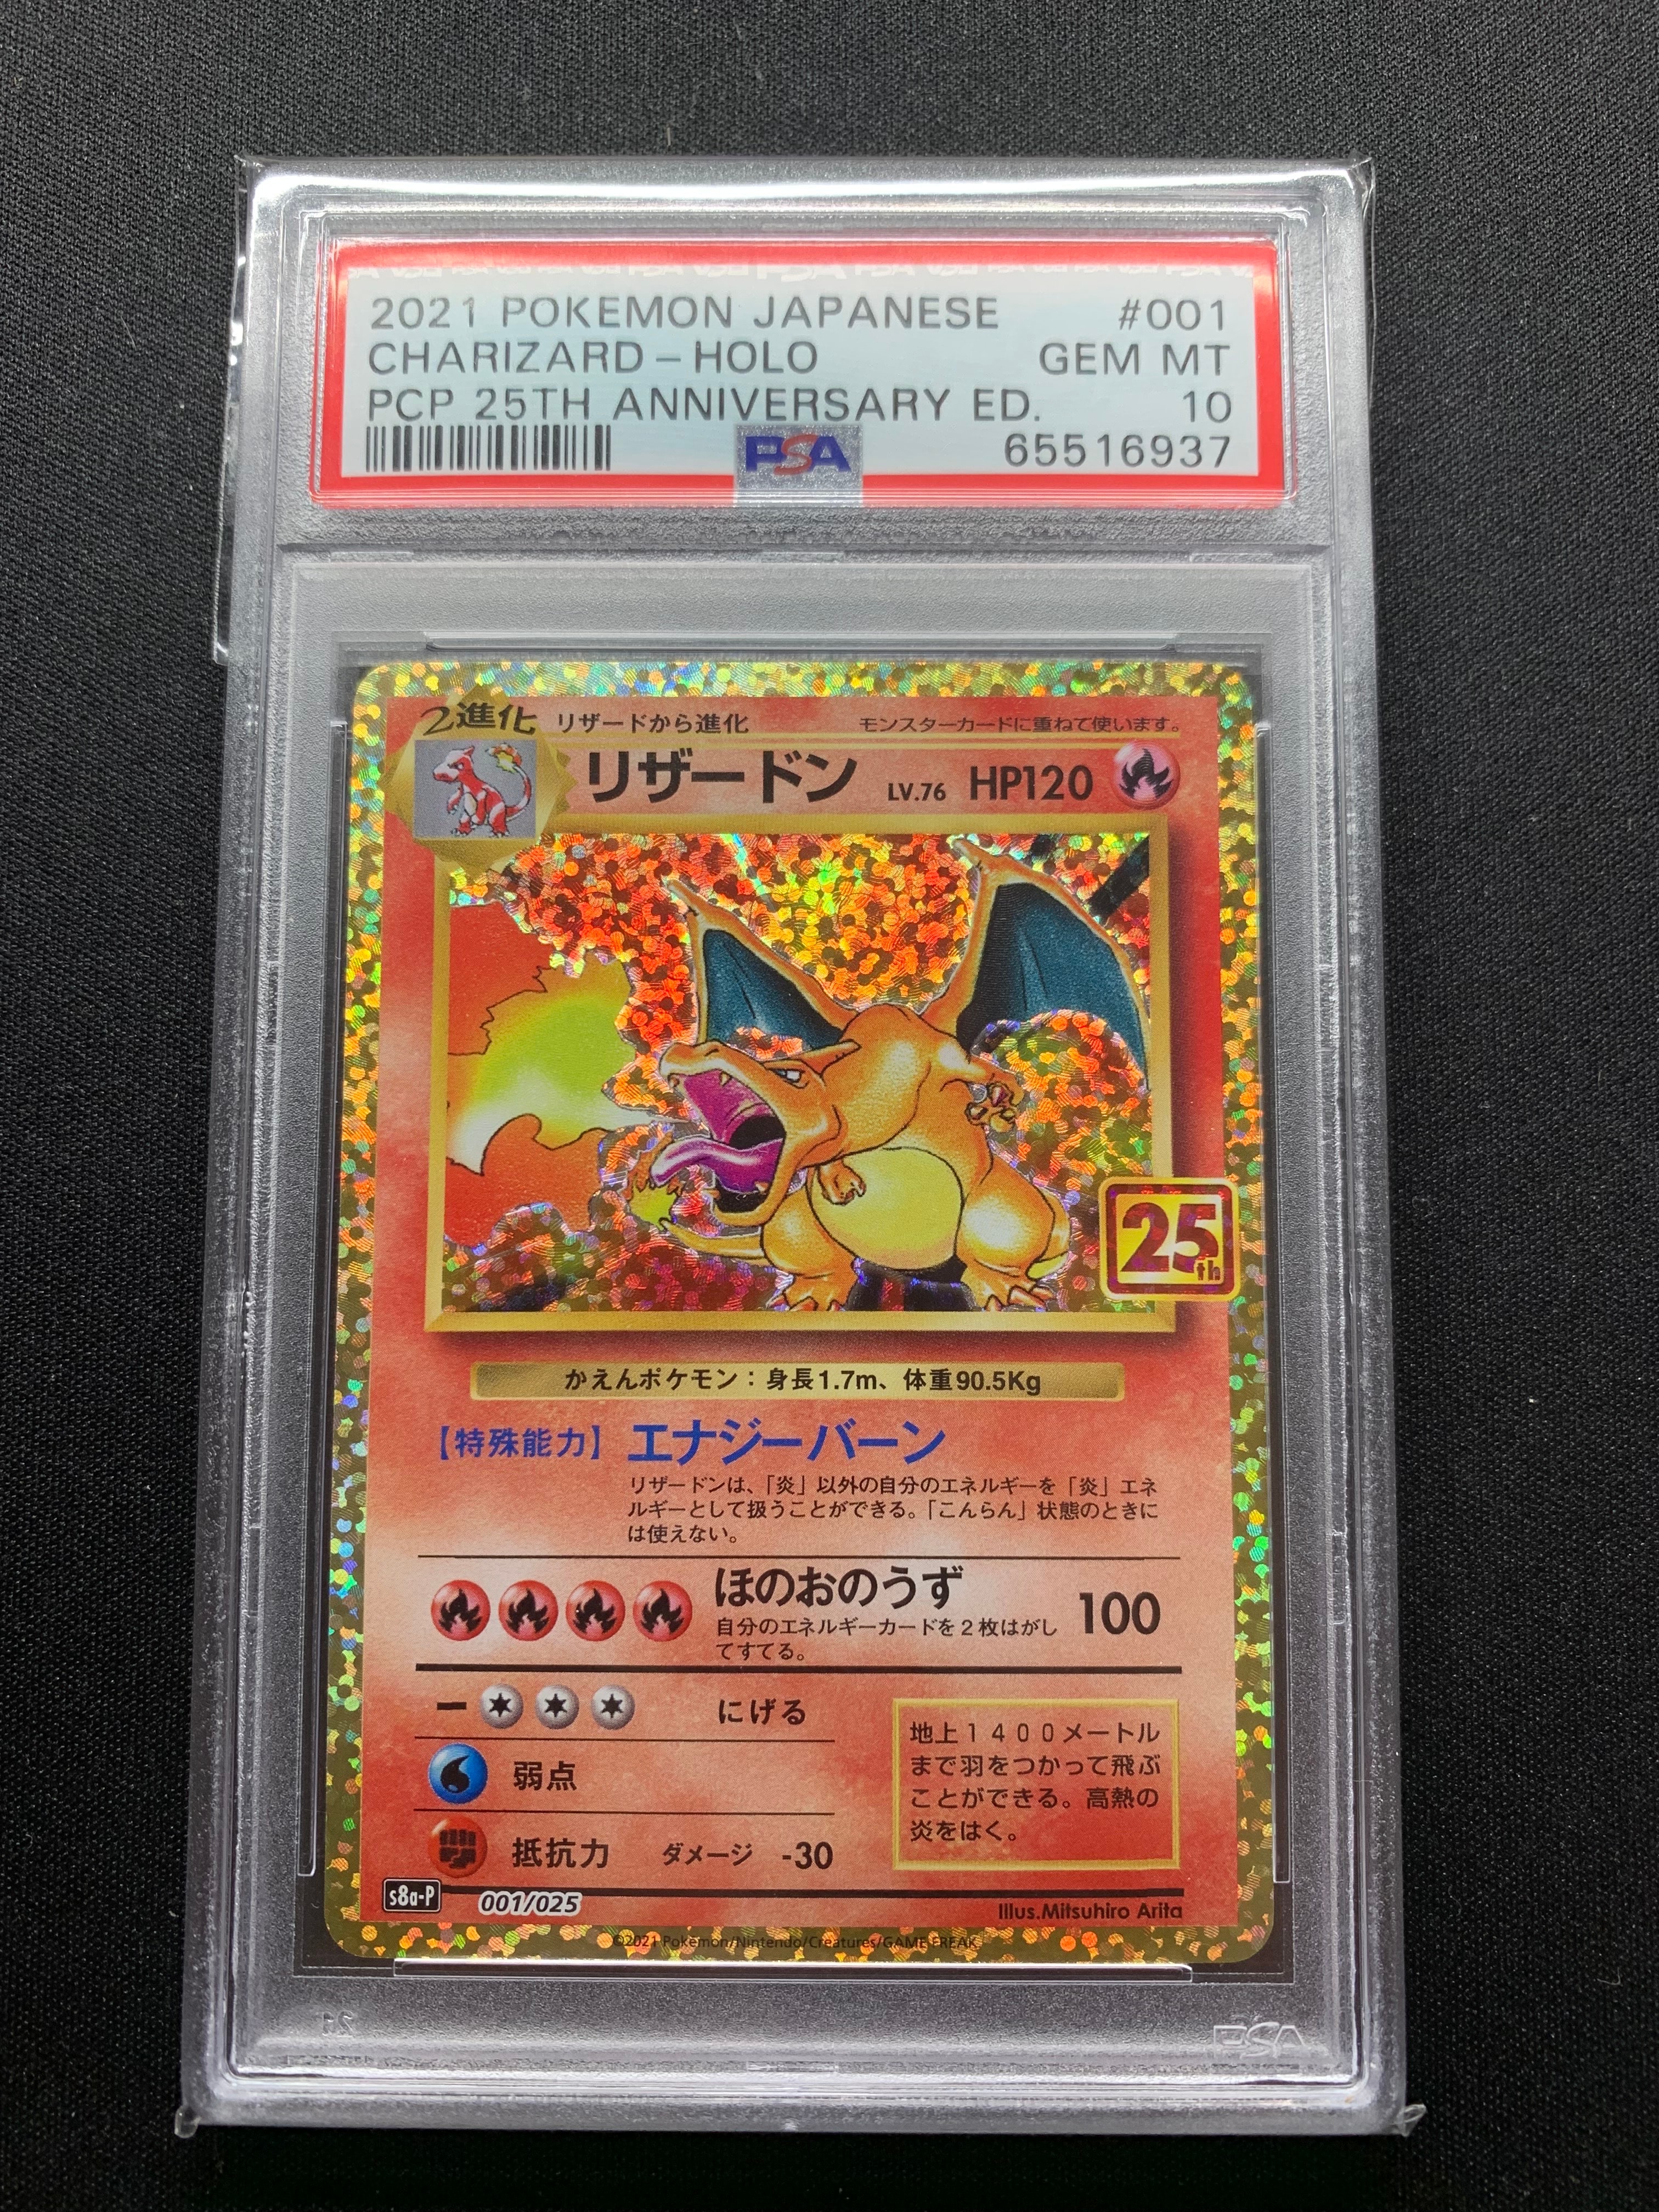 2021 POKEMON JAPANESE #001
CHARIZARD-HOLO GEM MT
PCP 25TH ANNIVERSARY ED. 10
PSA 65516937
2進化 リザードから進化 モンスターカードに重ねて使います。
リザードン LV.76 HP120
25th
かえんポケモン：身長1.7m、体重90.5Kg
【特殊能力】エナジーバーン
リザードンは、「炎」以外の自分のエネルギーを「炎」エネ
ルギーとして扱うことができる。「こんらん」状態のときに
は使えない。
ほのおのうず 100
自分のエネルギーカードを2枚はがし
てすてる。
にげる
弱点
抵抗力 ダメージ -30
地上1400メートル
まで羽をつかって飛ぶ
ことができる。高熱の
炎をはく。
s8a-P 001/025
Illus.Mitsuhiro Arita
©2021 Pokémon/Nintendo/Creatures/GAME FREAK
PSA